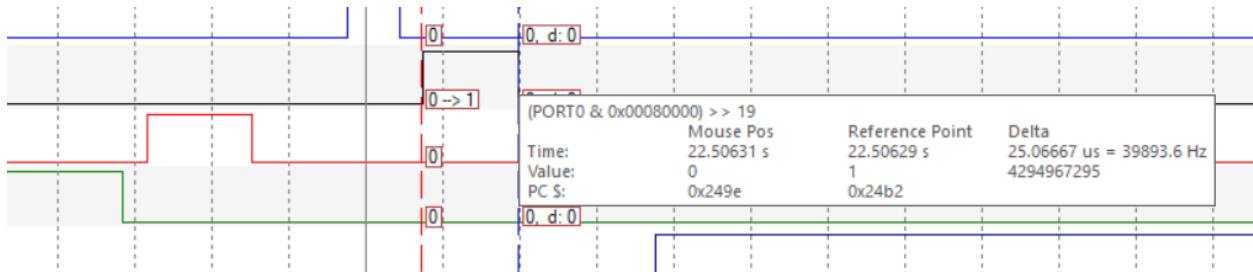 0
0, d: 0
0 --> 1
(PORT0 & 0x00080000) >> 19
Mouse Pos Reference Point Delta
Time: 22.50631 s 22.50629 s 25.06667 us = 39893.6 Hz
Value: 0 1 4294967295
PC $: 0x249e 0x24b2
0
0 0, d: 0